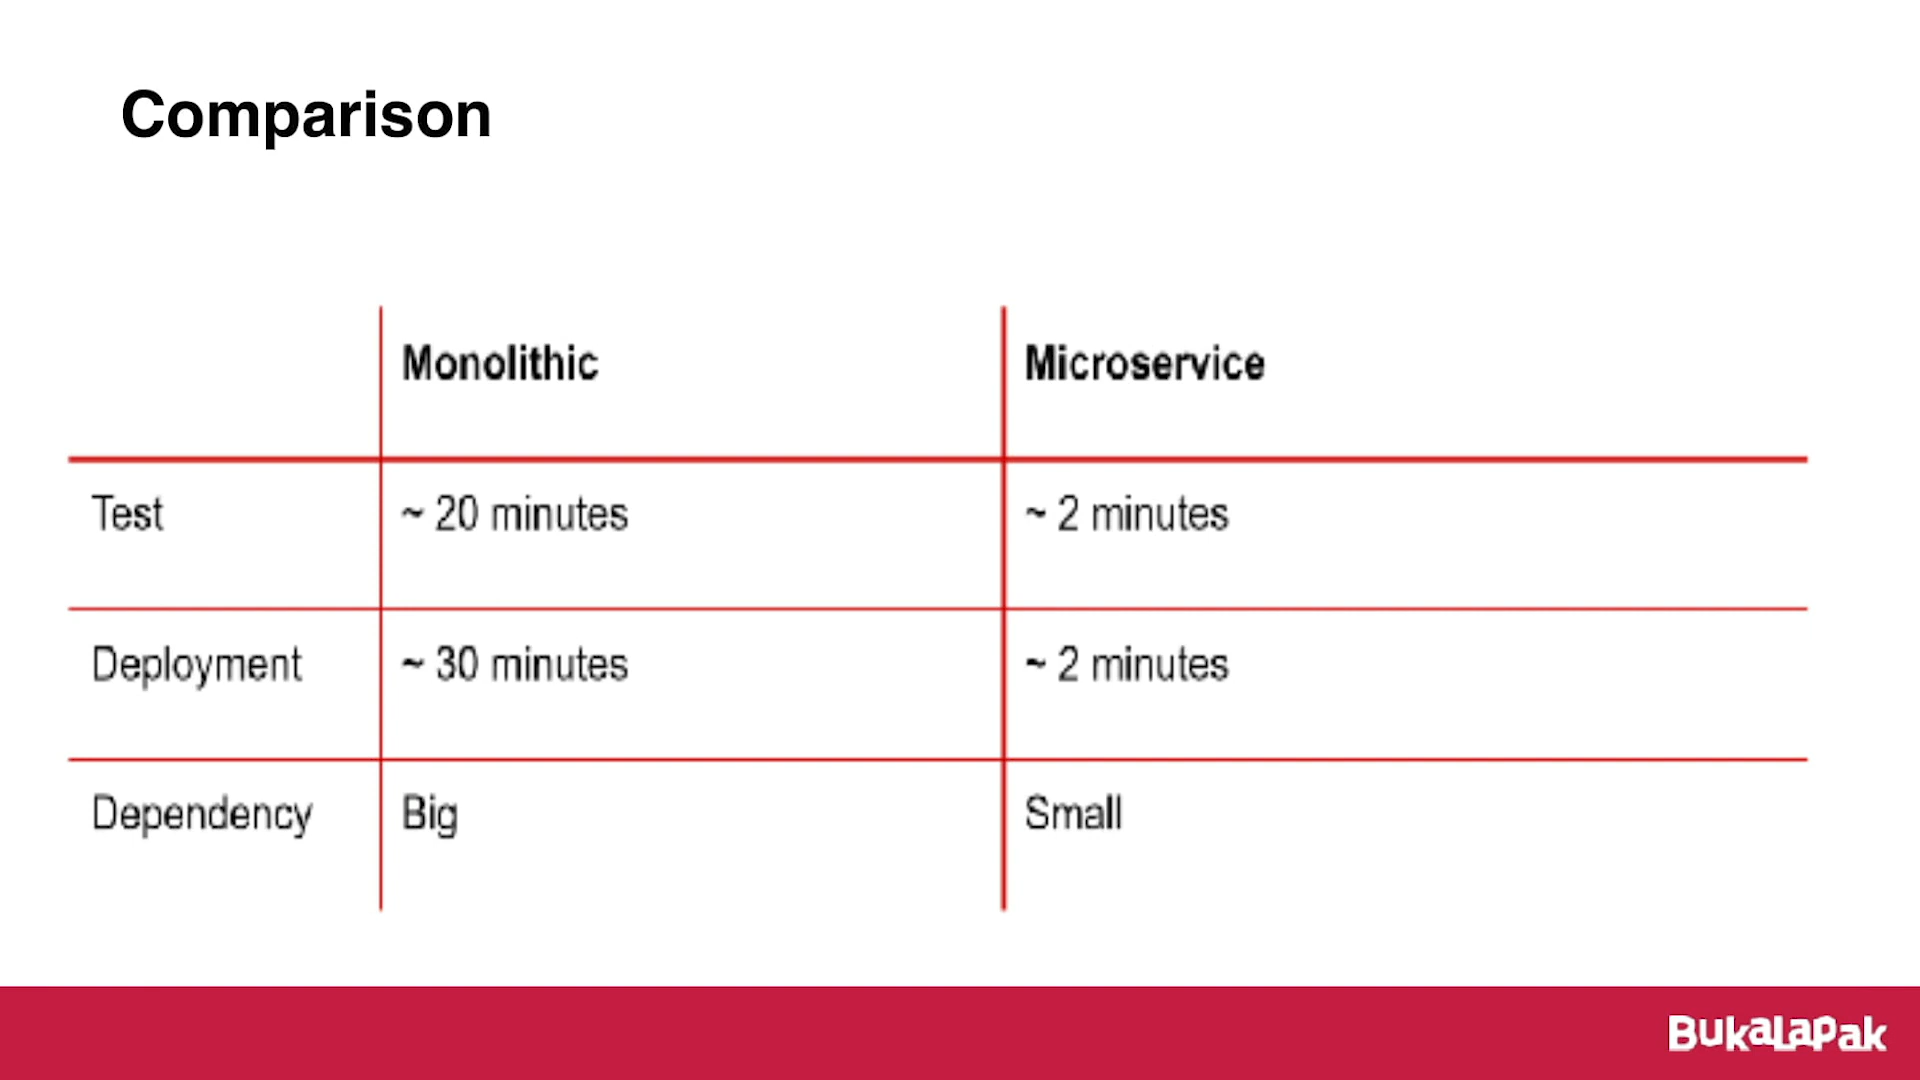 Comparison
Monolithic Microservice
Test ~ 20 minutes ~ 2 minutes
Deployment ~ 30 minutes ~ 2 minutes
Dependency Big Small
BukaLaPak